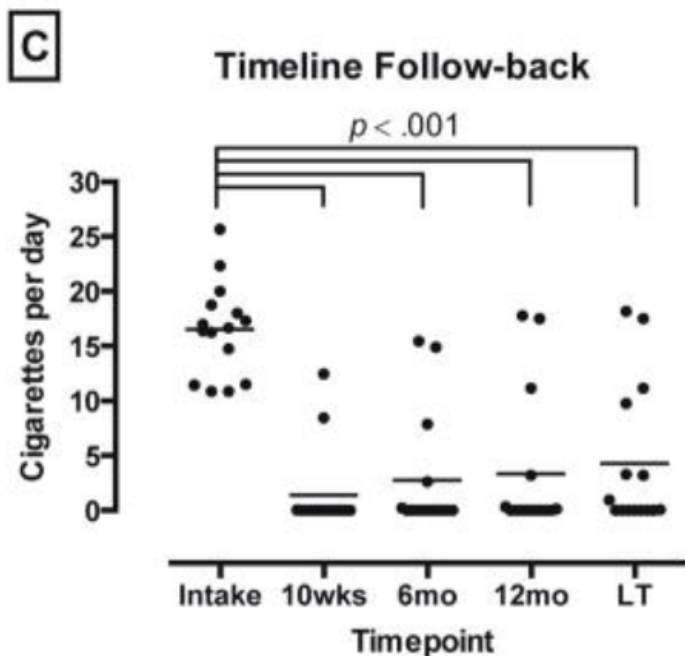 C
Timeline Follow-back
p < .001
30
25
20
15
10
5
0
Cigarettes per day
Intake 10wks 6mo 12mo LT
Timepoint